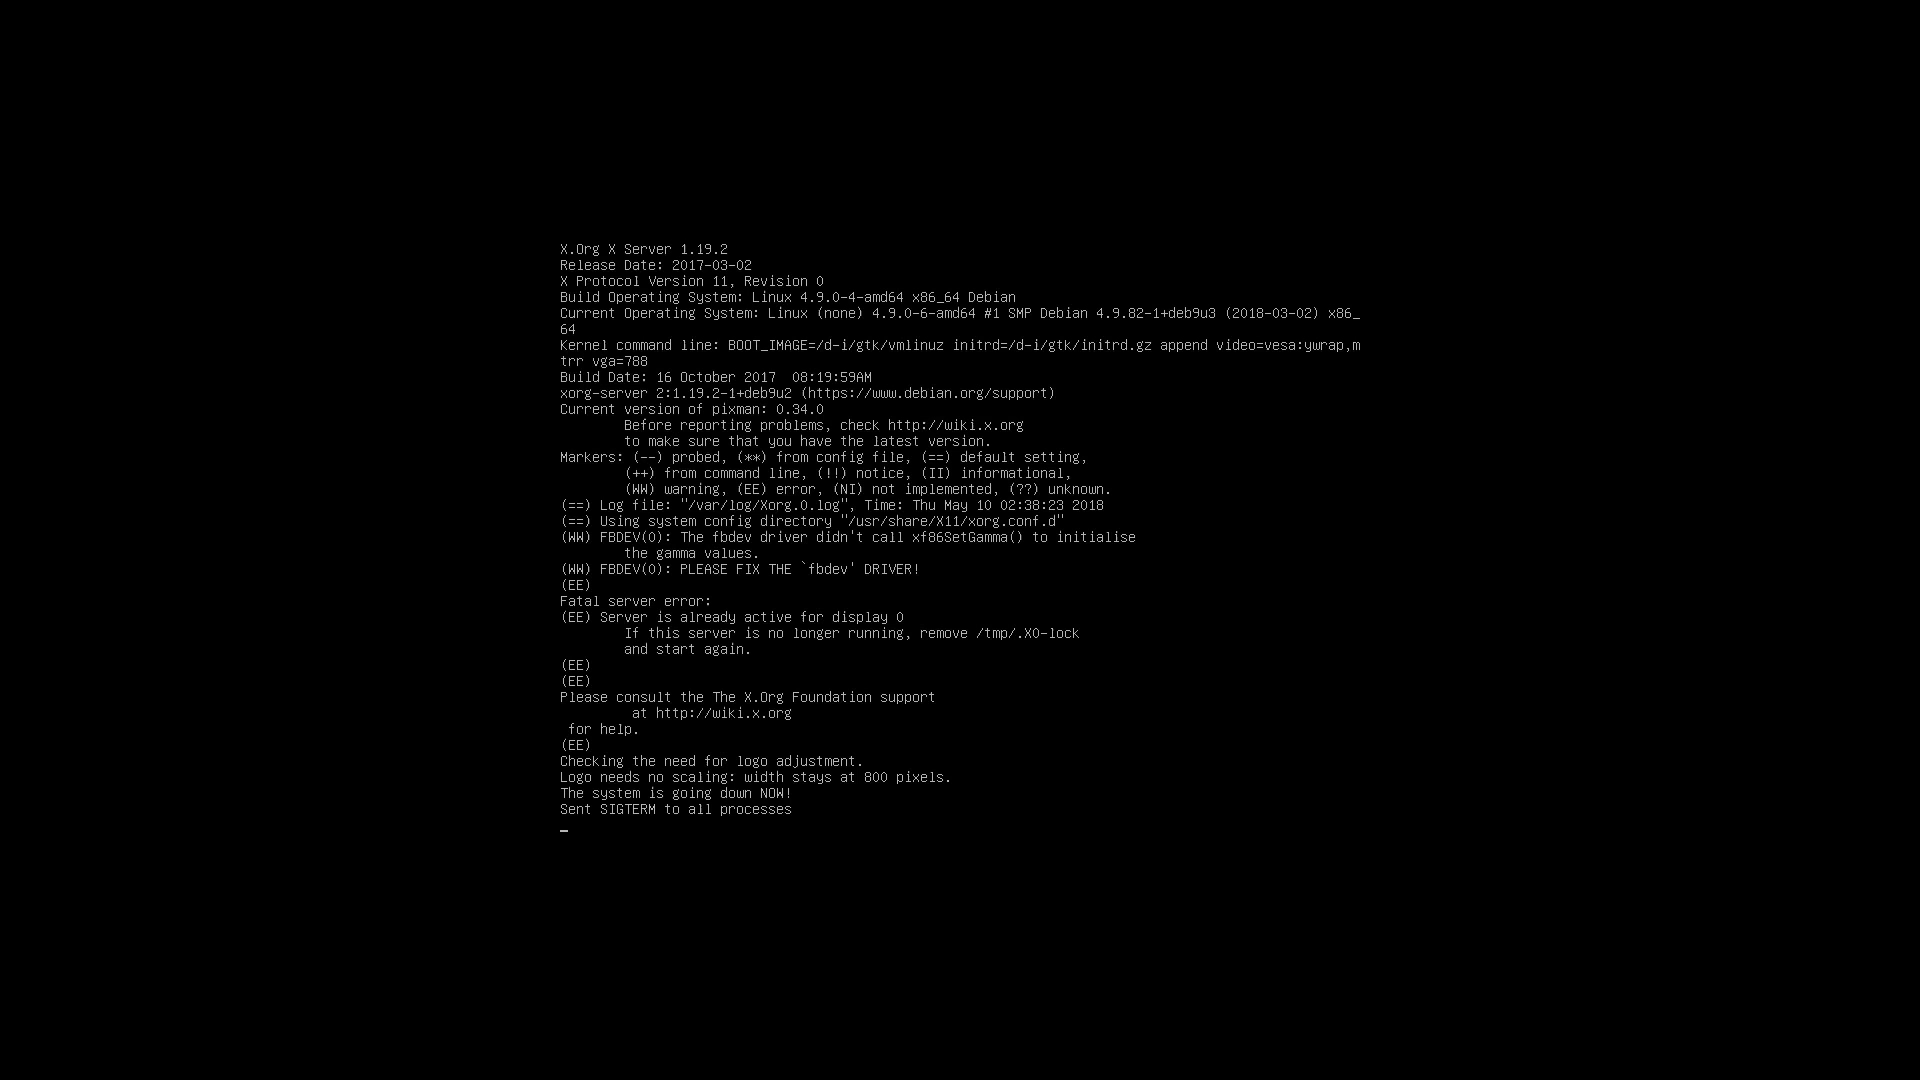 X.Org X Server 1.19.2
Release Date: 2017-03-02
X Protocol Version 11, Revision 0
Build Operating System: Linux 4.9.0-4-amd64 x86_64 Debian
Current Operating System: Linux (none) 4.9.0-6-amd64 #1 SMP Debian 4.9.82-1+deb9u3 (2018-03-02) x86_
64
Kernel command line: BOOT_IMAGE=/d-i/gtk/vmlinuz initrd=/d-i/gtk/initrd.gz append video=vesa:ywrap,m
trr vga=788
Build Date: 16 October 2017  08:19:59AM
xorg-server 2:1.19.2-1+deb9u2 (https://www.debian.org/support)
Current version of pixman: 0.34.0
        Before reporting problems, check http://wiki.x.org
        to make sure that you have the latest version.
Markers: (--) probed, (**) from config file, (==) default setting,
        (++) from command line, (!!) notice, (II) informational,
        (WW) warning, (EE) error, (NI) not implemented, (??) unknown.
(==) Log file: "/var/log/Xorg.0.log", Time: Thu May 10 02:38:23 2018
(==) Using system config directory "/usr/share/X11/xorg.conf.d"
(WW) FBDEV(0): The fbdev driver didn't call xf86SetGamma() to initialise
        the gamma values.
(WW) FBDEV(0): PLEASE FIX THE `fbdev' DRIVER!
(EE)
Fatal server error:
(EE) Server is already active for display 0
        If this server is no longer running, remove /tmp/.X0-lock
        and start again.
(EE)
(EE)
Please consult the The X.Org Foundation support
         at http://wiki.x.org
 for help.
(EE)
Checking the need for logo adjustment.
Logo needs no scaling: width stays at 800 pixels.
The system is going down NOW!
Sent SIGTERM to all processes
_